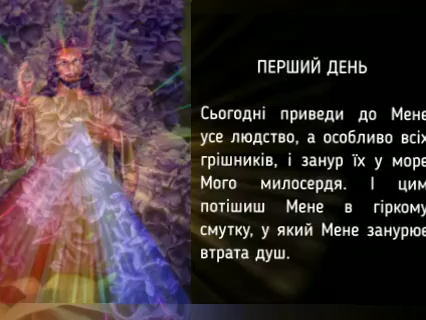 ПЕРШИЙ ДЕНЬ
Сьогодні приведи до Мене
усе людство, а особливо всіх
грішників, і занур їх у море
Мого милосердя. І цим
потішиш Мене в гіркому
смутку, у який Мене занурює
втрата душ.